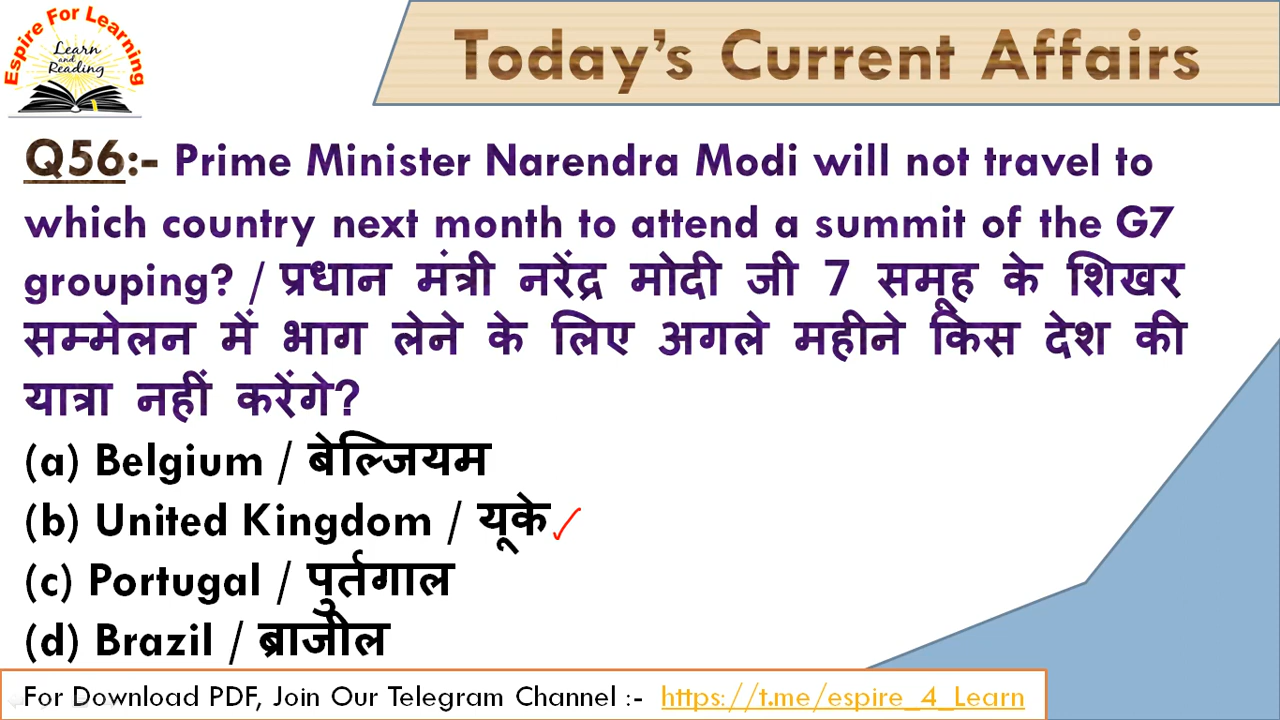 Espire For Learning
Learn
and
Reading
Today's Current Affairs
Q56:- Prime Minister Narendra Modi will not travel to
which country next month to attend a summit of the G7
grouping? / प्रधान मंत्री नरेंद्र मोदी जी 7 समूह के शिखर
सम्मेलन में भाग लेने के लिए अगले महीने किस देश की
यात्रा नहीं करेंगे?
(a) Belgium / बेल्जियम
(b) United Kingdom / यूके
(c) Portugal / पुर्तगाल
(d) Brazil / ब्राजील
For Download PDF, Join Our Telegram Channel :- https://t.me/espire_4_Learn